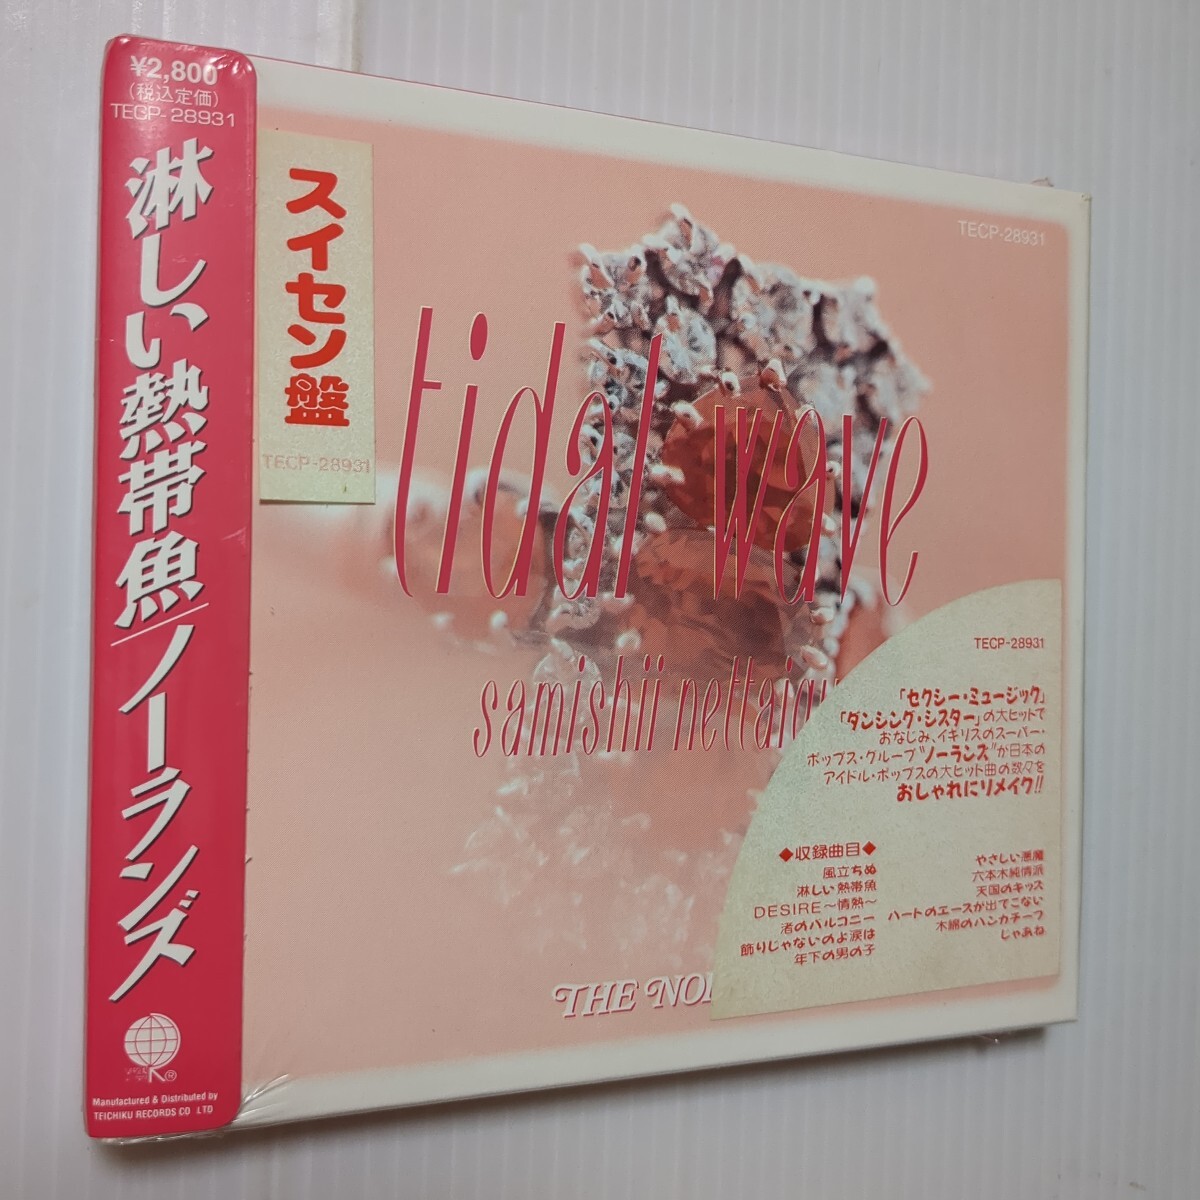 ¥2,800
(税込定価)
TECP-28931
淋しい熱帯魚/ノーランズ
Manufactured & Distributed by
TEICHIKU RECORDS CO LTD
スイセン盤
TECP-28931
TECP-28931
tidal wave
samishii nettaigy
THE NO
TECP-28931
「セクシー・ミュージック」
「ダンシング・シスター」の大ヒットで
おなじみ、イギリスのスーパー・
ポップス・グループ"ノーランズ"が日本の
アイドル・ポップスの大ヒット曲の数々を
おしゃれにリメイク!!
◆収録曲目◆
風立ちぬ
淋しい熱帯魚
DESIRE〜情熱〜
渚のバルコニー
飾りじゃないのよ涙は
年下の男の子
やさしい悪魔
六本木純情派
天国のキッス
ハートのエースが出てこない
木綿のハンカチーフ
じゃあね